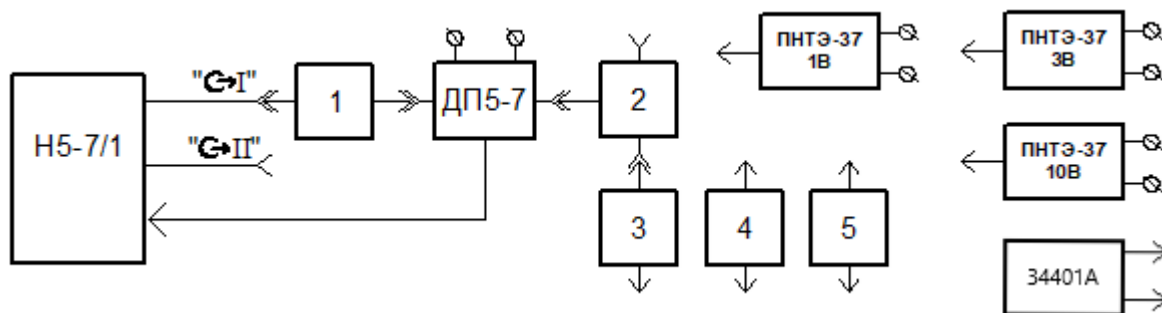 Н5-7/1
"G→I"
"G→II"
1
ДП5-7
2
3
4
5
ПНТЭ-37
1В
ПНТЭ-37
3В
ПНТЭ-37
10В
34401А